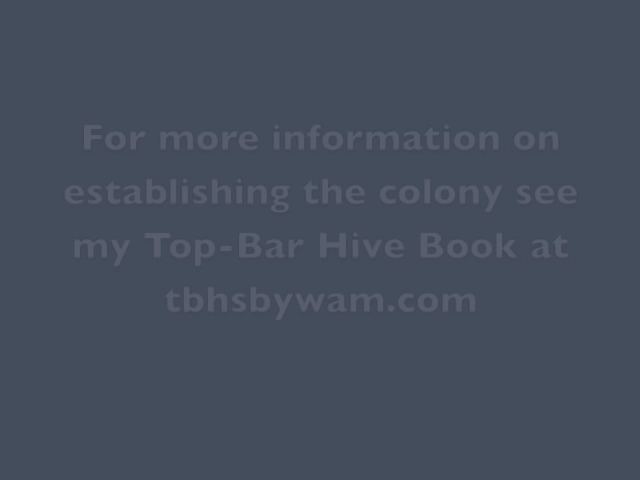 For more information on
establishing the colony see
my Top-Bar Hive Book at
tbhsbywam.com